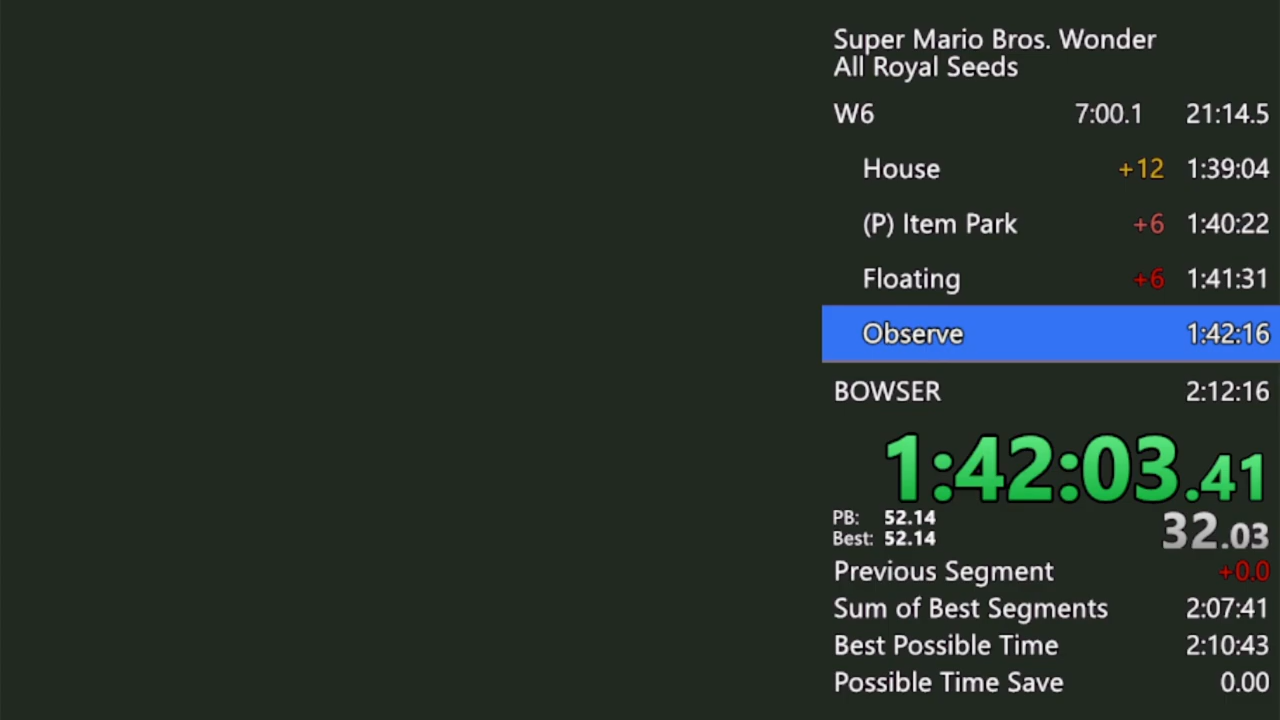 Super Mario Bros. Wonder
All Royal Seeds
W6 7:00.1 21:14.5
House +12 1:39:04
(P) Item Park +6 1:40:22
Floating +6 1:41:31
Observe 1:42:16
BOWSER 2:12:16
1:42:03.41
PB: 52.14
Best: 52.14
32.03
Previous Segment +0.0
Sum of Best Segments 2:07:41
Best Possible Time 2:10:43
Possible Time Save 0.00